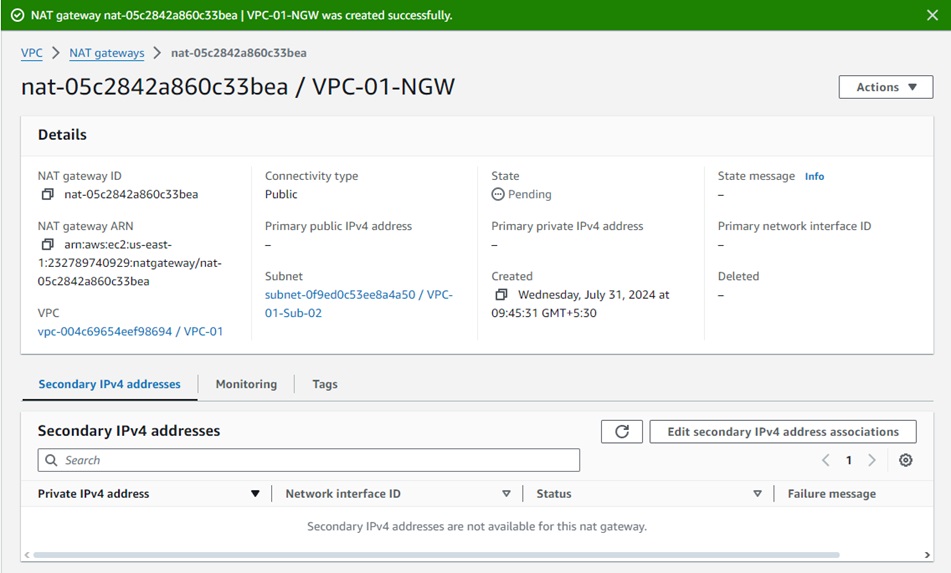 NAT gateway nat-05c2842a860c33bea | VPC-01-NGW was created successfully.
VPC > NAT gateways > nat-05c2842a860c33bea
nat-05c2842a860c33bea / VPC-01-NGW
Actions
Details
NAT gateway ID
nat-05c2842a860c33bea
NAT gateway ARN
arn:aws:ec2:us-east-
1:232789740929:natgateway/nat-
05c2842a860c33bea
VPC
vpc-004c69654eef98694 / VPC-01
Connectivity type
Public
Primary public IPv4 address
–
Subnet
subnet-0f9ed0c53ee8a4a50 / VPC-
01-Sub-02
State
Pending
Primary private IPv4 address
–
Created
Wednesday, July 31, 2024 at
09:45:31 GMT+5:30
State message Info
–
Primary network interface ID
–
Deleted
–
Secondary IPv4 addresses
Monitoring
Tags
Secondary IPv4 addresses
Edit secondary IPv4 address associations
Search
1
Private IPv4 address
Network interface ID
Status
Failure message
Secondary IPv4 addresses are not available for this nat gateway.